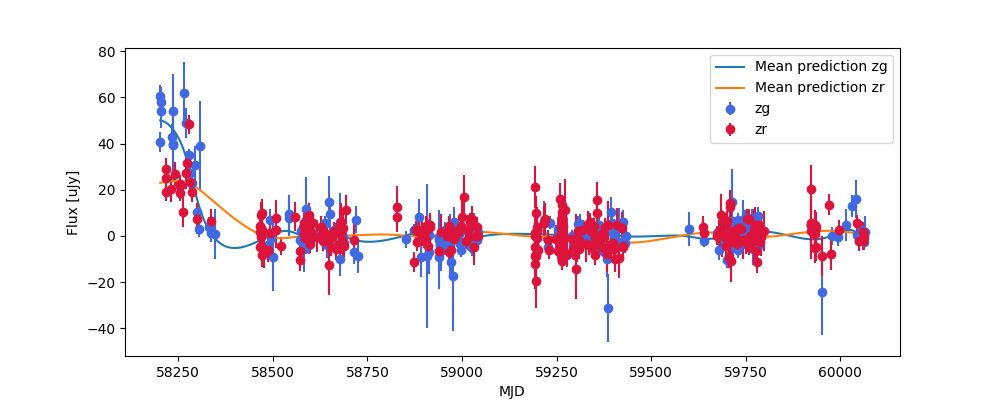 80
60
40
20
0
−20
−40
Flux [uJy]
58250
58500
58750
59000
59250
59500
59750
60000
MJD
Mean prediction zg
Mean prediction zr
zg
zr